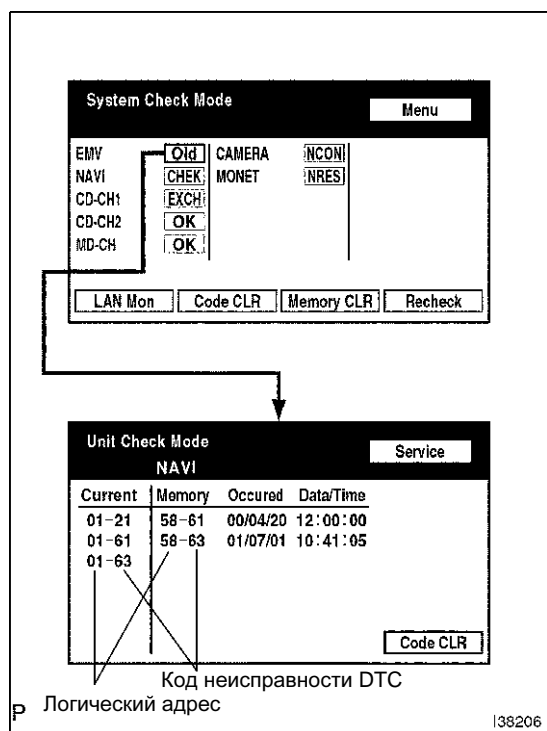 System Check Mode
Menu
EMV Old CAMERA NCON
NAVI CHEK MONET NRES
CD-CH1 EXCH
CD-CH2 OK
MD-CH OK
LAN Mon Code CLR Memory CLR Recheck
Unit Check Mode
Service
NAVI
Current Memory Occured Data/Time
01-21 58-61 00/04/20 12:00:00
01-61 58-63 01/07/01 10:41:05
01-63
Code CLR
Код неисправности DTC
Логический адрес
P
I38206